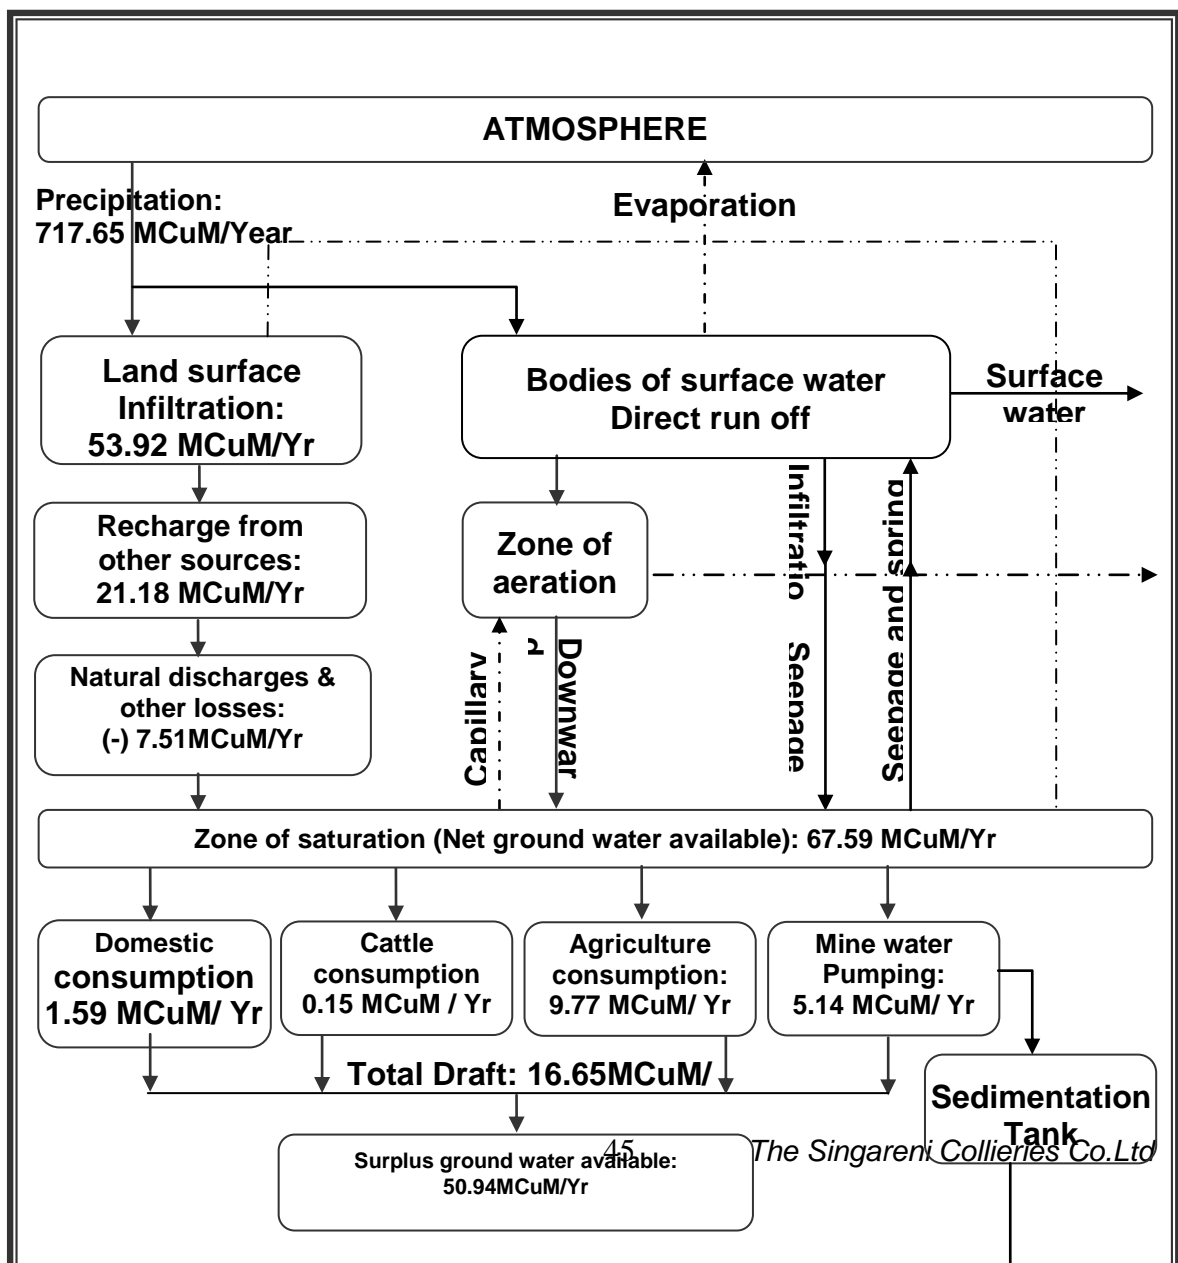 ATMOSPHERE
Precipitation:
717.65 MCuM/Year
Evaporation
Land surface
Infiltration:
53.92 MCuM/Yr
Bodies of surface water
Direct run off
Surface
water
Recharge from
other sources:
21.18 MCuM/Yr
Zone of
aeration
Infiltratio
Seepage
Seepage and spring
Natural discharges &
other losses:
(-) 7.51MCuM/Yr
Capillary
Downwar
Zone of saturation (Net ground water available): 67.59 MCuM/Yr
Domestic
consumption
1.59 MCuM/ Yr
Cattle
consumption
0.15 MCuM / Yr
Agriculture
consumption:
9.77 MCuM/ Yr
Mine water
Pumping:
5.14 MCuM/ Yr
Total Draft: 16.65MCuM/
Sedimentation
Tank
45
The Singareni Collieries Co.Ltd
Surplus ground water available:
50.94MCuM/Yr